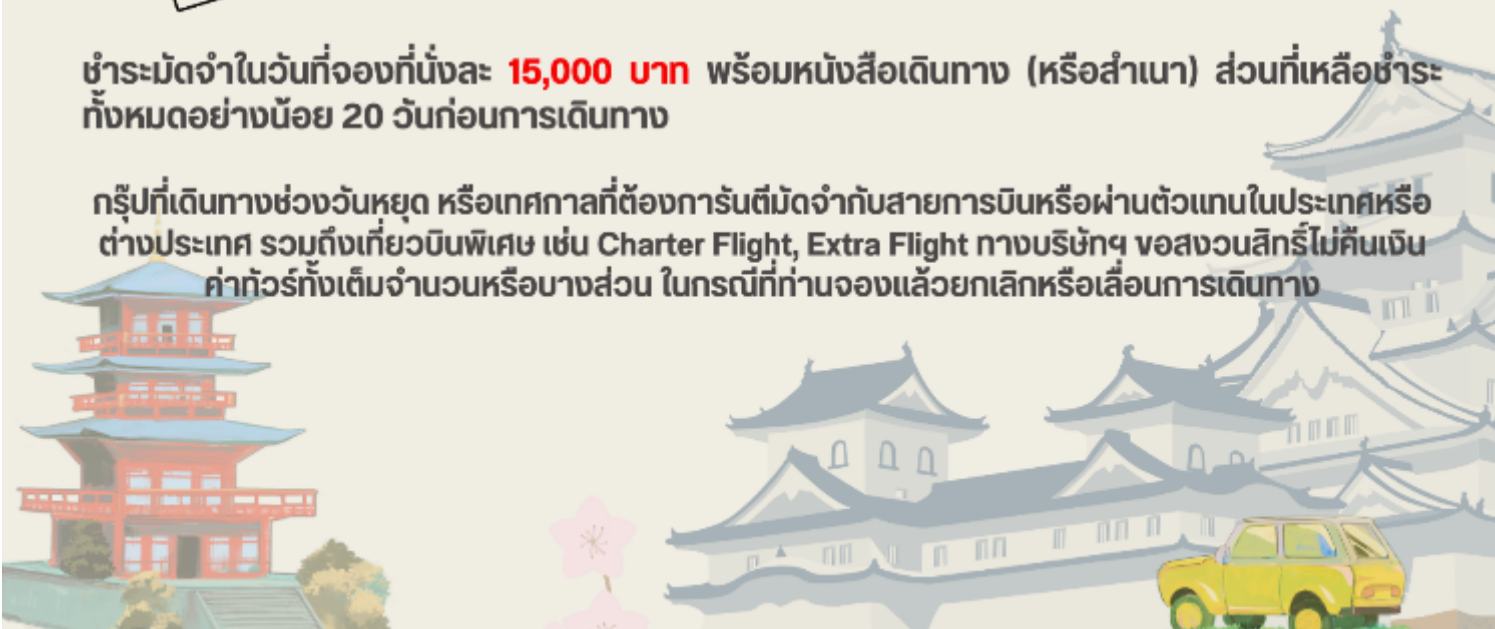 ชำระมัดจำในวันที่จองที่นั่งละ 15,000 บาท พร้อมหนังสือเดินทาง (หรือสำเนา) ส่วนที่เหลือชำระ
ทั้งหมดอย่างน้อย 20 วันก่อนการเดินทาง
กรุ๊ปที่เดินทางช่วงวันหยุด หรือเทศกาลที่ต้องการันตีมัดจำกับสายการบินหรือผ่านตัวแทนในประเทศหรือ
ต่างประเทศ รวมถึงเที่ยวบินพิเศษ เช่น Charter Flight, Extra Flight ทางบริษัทฯ ขอสงวนสิทธิ์ไม่คืนเงิน
ค่าทัวร์ทั้งเต็มจำนวนหรือบางส่วน ในกรณีที่ท่านจองแล้วยกเลิกหรือเลื่อนการเดินทาง